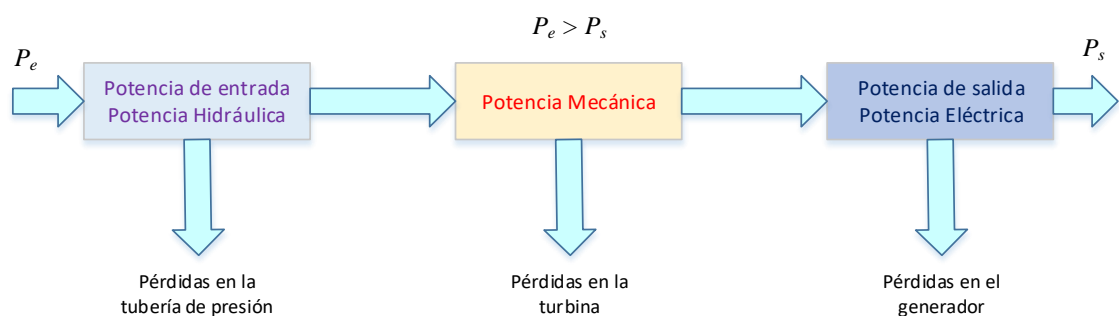 P_e > P_s
P_e
P_s
Potencia de entrada
Potencia Hidráulica
Potencia Mecánica
Potencia de salida
Potencia Eléctrica
Pérdidas en la
tubería de presión
Pérdidas en la
turbina
Pérdidas en el
generador